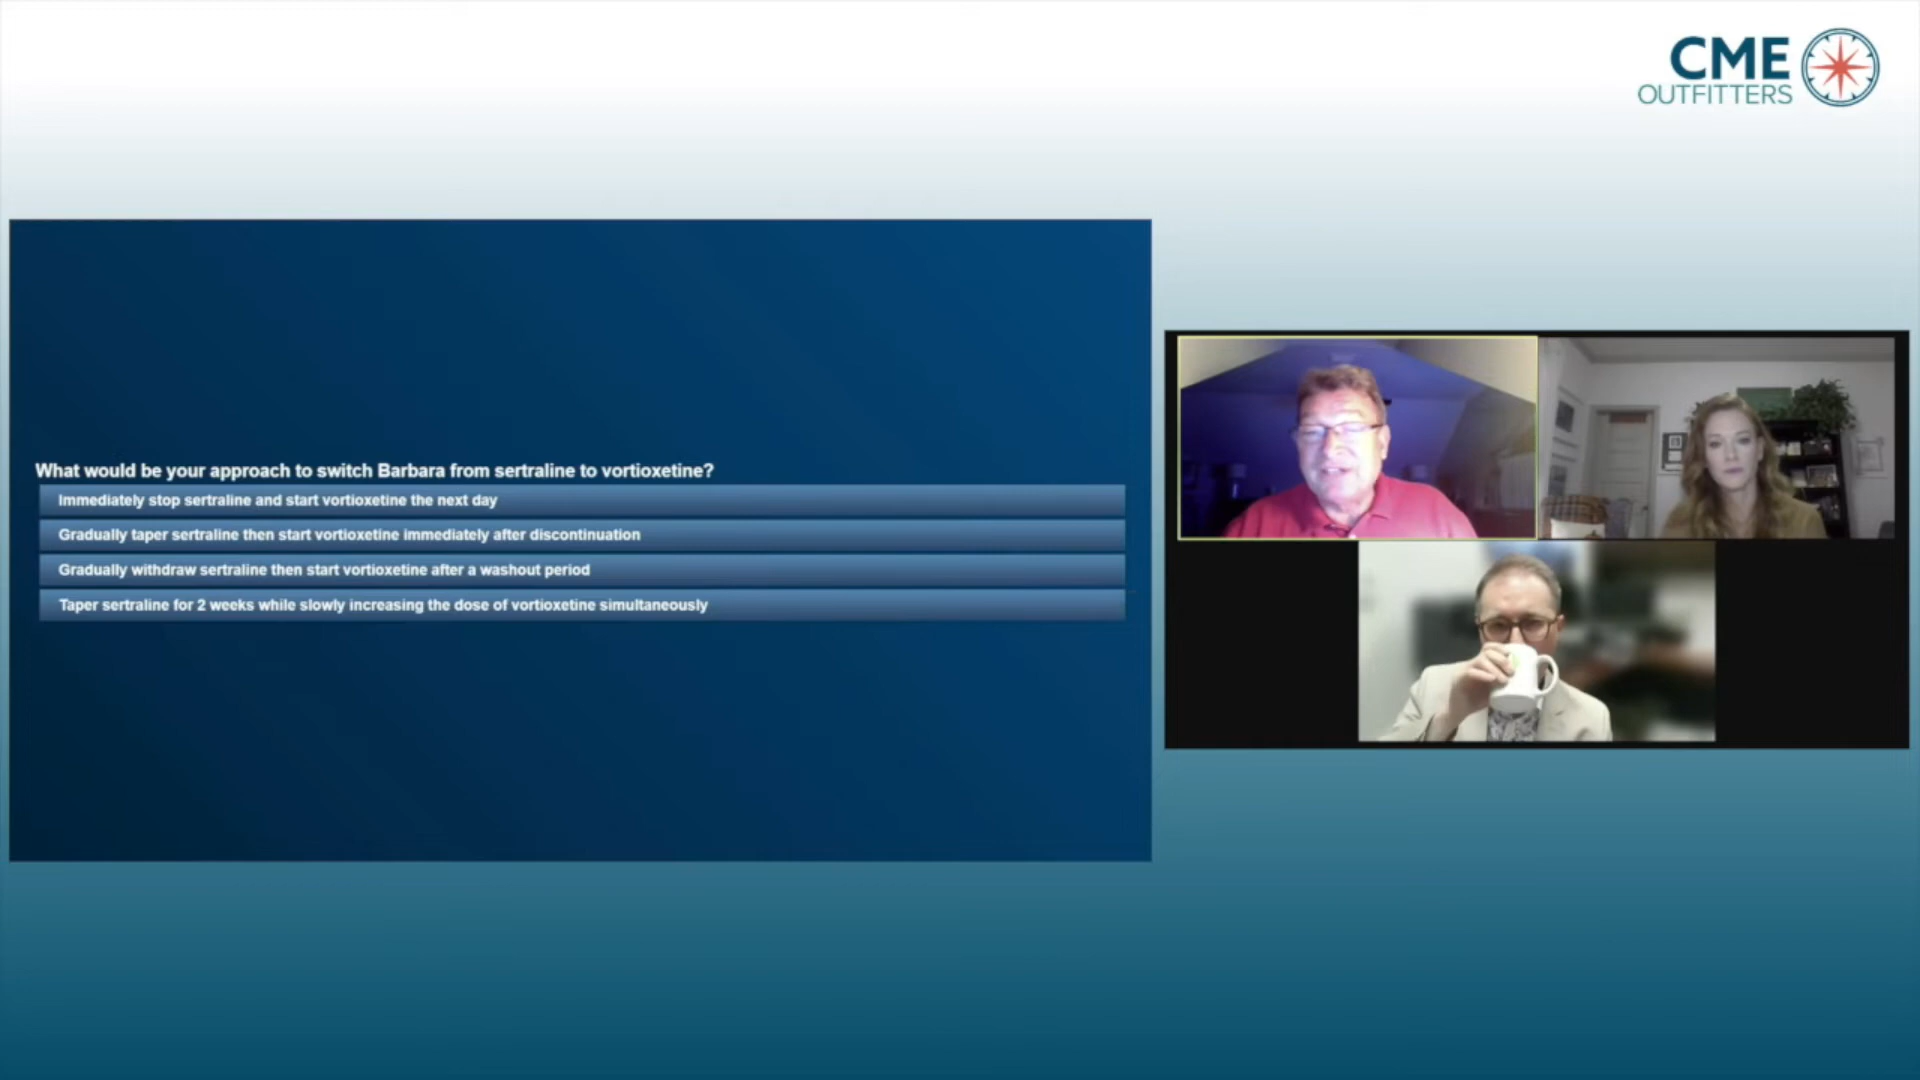 CME
OUTFITTERS
What would be your approach to switch Barbara from sertraline to vortioxetine?
Immediately stop sertraline and start vortioxetine the next day
Gradually taper sertraline then start vortioxetine immediately after discontinuation
Gradually withdraw sertraline then start vortioxetine after a washout period
Taper sertraline for 2 weeks while slowly increasing the dose of vortioxetine simultaneously